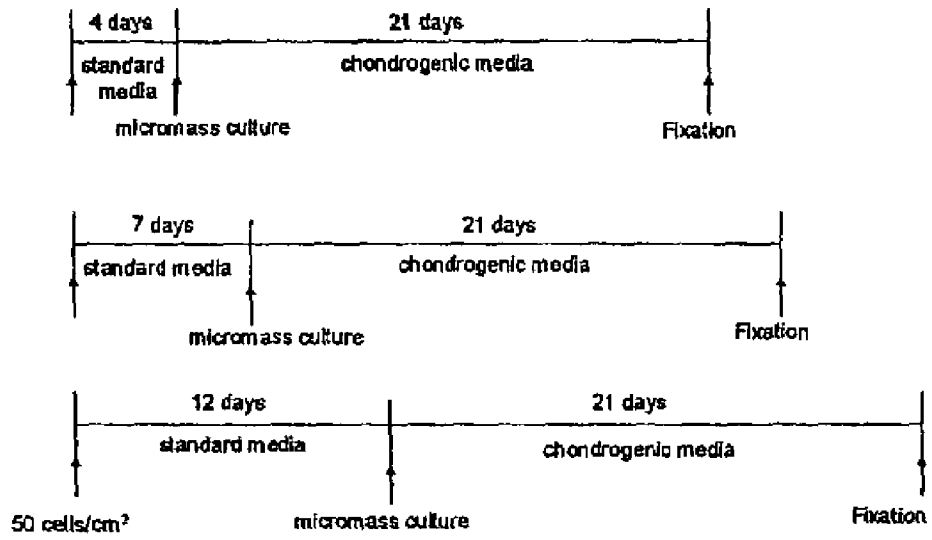 4 days 21 days
standard media chondrogenic media
micromass culture Fixation
7 days 21 days
standard media chondrogenic media
micromass culture Fixation
12 days 21 days
standard media chondrogenic media
50 cells/cm² micromass culture Fixation